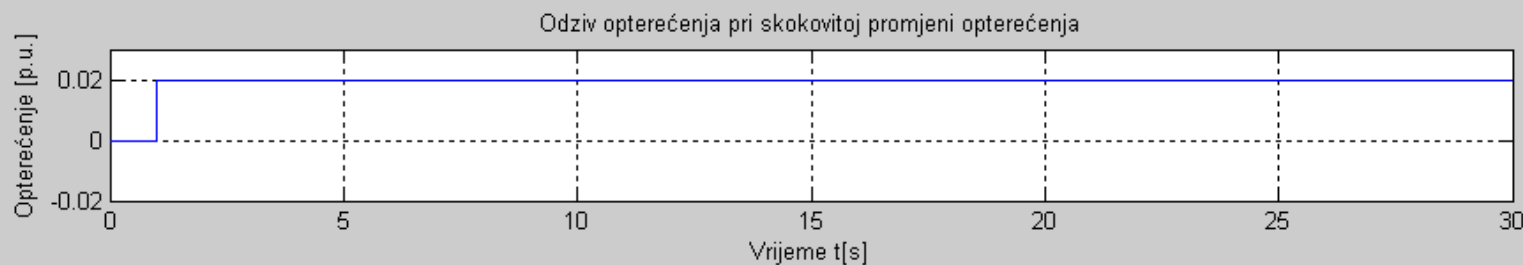 Odziv opterećenja pri skokovitoj promjeni opterećenja
Opterećenje [p.u.]
0.02
0
-0.02
0 5 10 15 20 25 30
Vrijeme t[s]